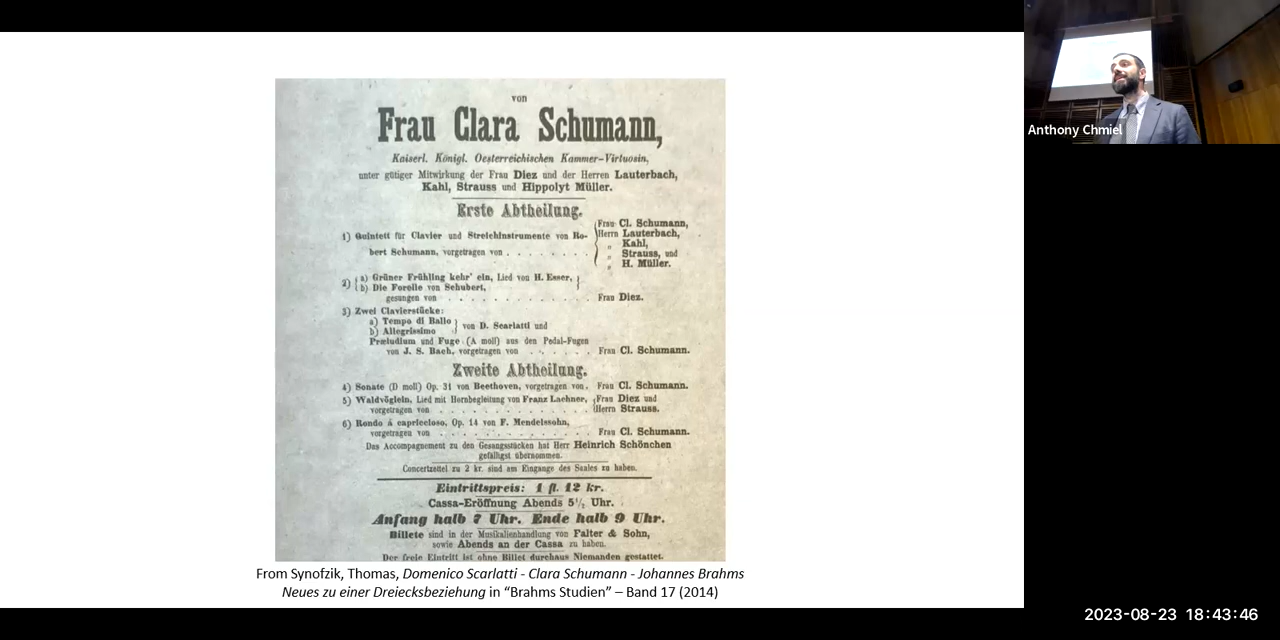 von
Frau Clara Schumann,
Kaiserl. Königl. Oesterreichischen Kammer-Virtuosin,
unter gütiger Mitwirkung der Frau Diez und der Herren Lauterbach,
Kahl, Strauss und Hippolyt Müller.
Erste Abtheilung.
1) Quintett für Clavier und Streichinstrumente von Ro-
bert Schumann, vorgetragen von . . . . . . . .
Frau Cl. Schumann,
Herrn Lauterbach,
„ Kahl,
„ Strauss, und
„ H. Müller.
2) a) Grüner Frühling kehr' ein, Lied von H. Esser,
b) Die Forelle von Schubert,
gesungen von . . . . . . . . . . . . Frau Diez.
3) Zwei Clavierstücke:
a) Tempo di Ballo
b) Allegrissimo
von D. Scarlatti und
Præludium und Fuge (A moll) aus den Pedal-Fugen
von J. S. Bach, vorgetragen von . . . . . Frau Cl. Schumann.
Zweite Abtheilung.
4) Sonate (D moll) Op. 31 von Beethoven, vorgetragen von . Frau Cl. Schumann.
5) Waldvöglein, Lied mit Hornbegleitung von Franz Lachner,
vorgetragen von . . . . . . . . . . . .
Frau Diez und
Herrn Strauss.
6) Rondo á capriccioso, Op. 14 von F. Mendelssohn,
vorgetragen von . . . . . . . . . . . . Frau Cl. Schumann.
Das Accompagnement zu den Gesangsstücken hat Herr Heinrich Schönchen
gefälligst übernommen.
Concertzettel zu 2 kr. sind am Eingange des Saales zu haben.
Eintrittspreis: 1 fl. 12 kr.
Cassa-Eröffnung Abends 5½ Uhr.
Anfang halb 7 Uhr. Ende halb 9 Uhr.
Billete sind in der Musikalienhandlung von Falter & Sohn,
sowie Abends an der Cassa zu haben.
Der freie Eintritt ist ohne Billet durchaus Niemanden gestattet.
From Synofzik, Thomas, Domenico Scarlatti - Clara Schumann - Johannes Brahms
Neues zu einer Dreiecksbeziehung in “Brahms Studien” – Band 17 (2014)
Anthony Chmiel
2023-08-23 18:43:46